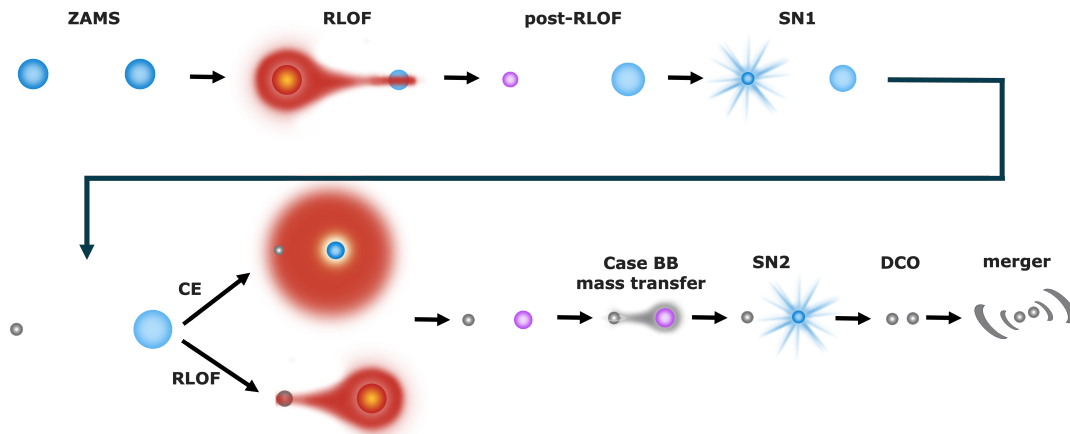 ZAMS
RLOF
post-RLOF
SN1
CE
RLOF
Case BB
mass transfer
SN2
DCO
merger